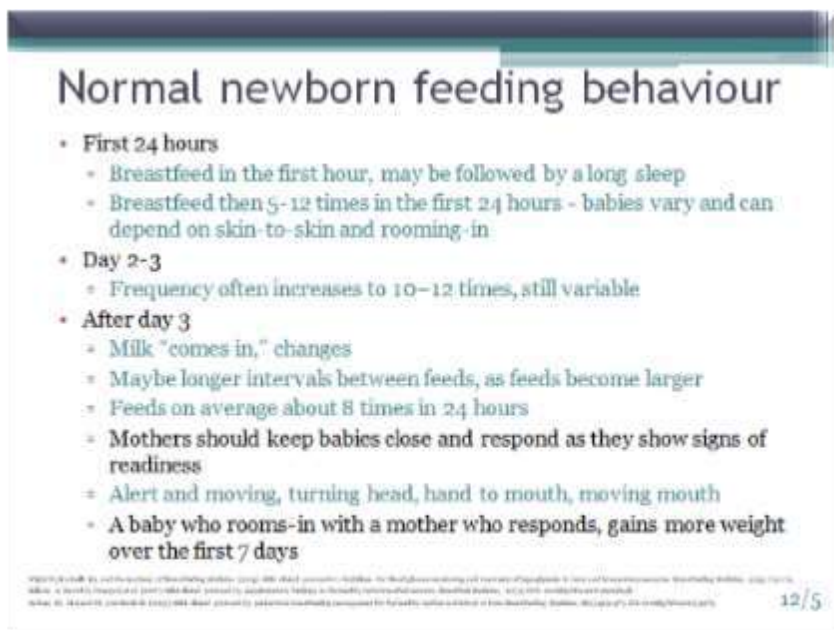 Normal newborn feeding behaviour
First 24 hours
Breastfeed in the first hour, may be followed by a long sleep
Breastfeed then 5-12 times in the first 24 hours - babies vary and can
depend on skin-to-skin and rooming-in
Day 2-3
Frequency often increases to 10–12 times, still variable
After day 3
Milk "comes in," changes
Maybe longer intervals between feeds, as feeds become larger
Feeds on average about 8 times in 24 hours
Mothers should keep babies close and respond as they show signs of
readiness
Alert and moving, turning head, hand to mouth, moving mouth
A baby who rooms-in with a mother who responds, gains more weight
over the first 7 days
12/5